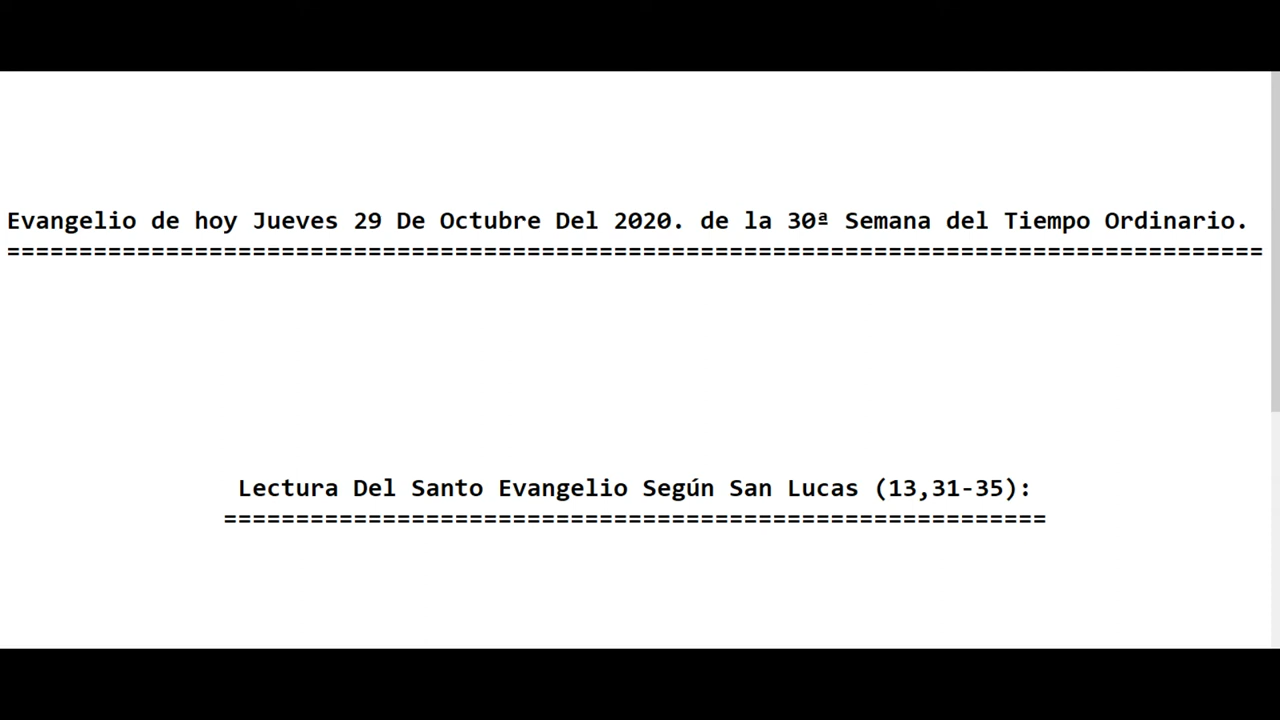 Evangelio de hoy Jueves 29 De Octubre Del 2020. de la 30ª Semana del Tiempo Ordinario.
=======================================================================================
Lectura Del Santo Evangelio Según San Lucas (13,31-35):
=========================================================